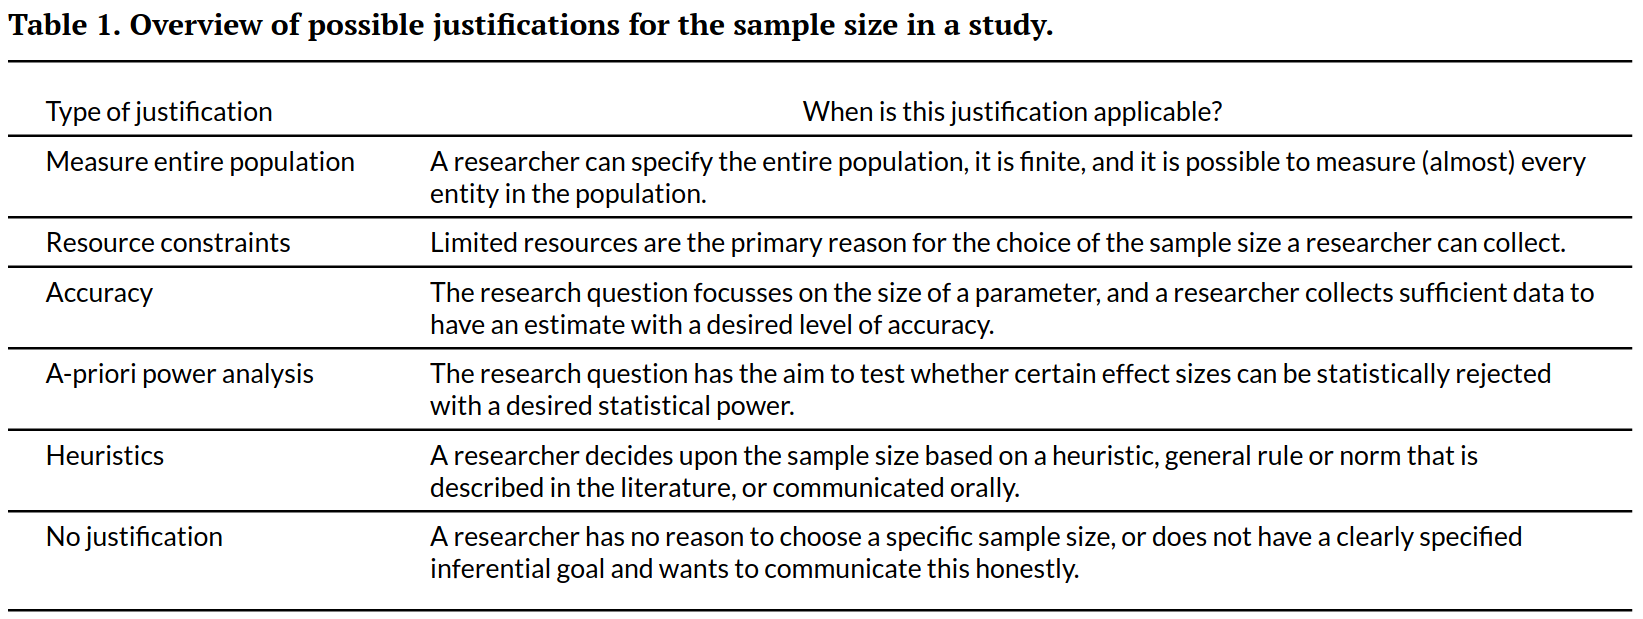 Table 1. Overview of possible justifications for the sample size in a study.
Type of justification When is this justification applicable?
Measure entire population A researcher can specify the entire population, it is finite, and it is possible to measure (almost) every
entity in the population.
Resource constraints Limited resources are the primary reason for the choice of the sample size a researcher can collect.
Accuracy The research question focusses on the size of a parameter, and a researcher collects sufficient data to
have an estimate with a desired level of accuracy.
A-priori power analysis The research question has the aim to test whether certain effect sizes can be statistically rejected
with a desired statistical power.
Heuristics A researcher decides upon the sample size based on a heuristic, general rule or norm that is
described in the literature, or communicated orally.
No justification A researcher has no reason to choose a specific sample size, or does not have a clearly specified
inferential goal and wants to communicate this honestly.